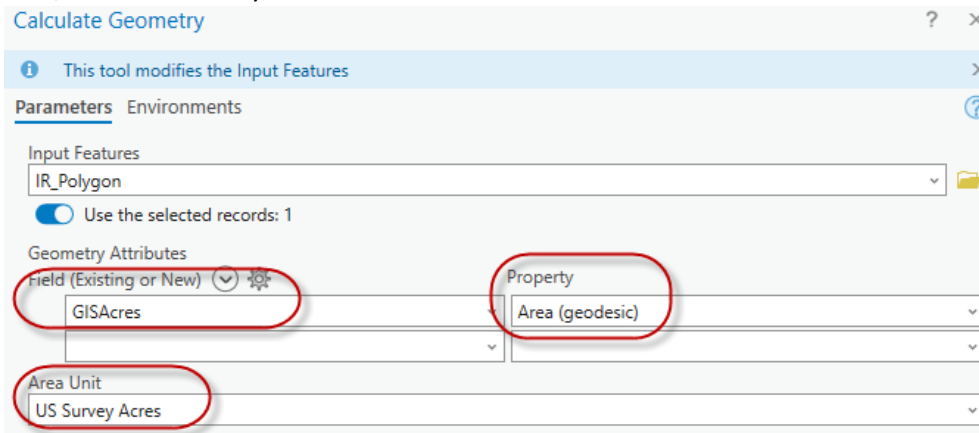 Calculate Geometry ? ×
This tool modifies the Input Features
Parameters Environments
Input Features
IR_Polygon
Use the selected records: 1
Geometry Attributes
Field (Existing or New) Property
GISAcres Area (geodesic)
Area Unit
US Survey Acres